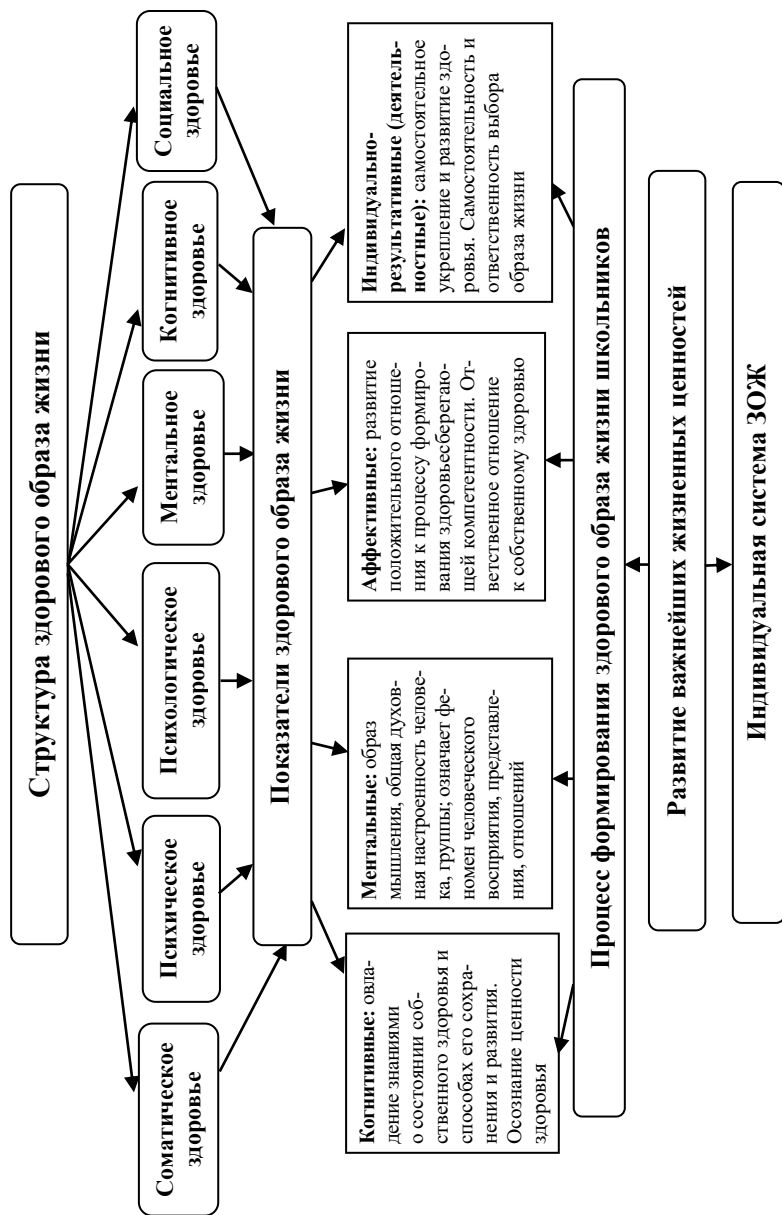 Структура здорового образа жизни
Соматическое
здоровье
Психическое
здоровье
Психологическое
здоровье
Ментальное
здоровье
Когнитивное
здоровье
Социальное
здоровье
Показатели здорового образа жизни
Когнитивные: овла-
дение знаниями
о состоянии соб-
ственного здоровья и
способах его сохра-
нения и развития.
Осознание ценности
здоровья
Ментальные: образ
мышления, общая духов-
ная настроенность челове-
ка, группы; означает фе-
номен человеческого
восприятия, представле-
ния, отношений
Аффективные: развитие
положительного отноше-
ния к процессу формиро-
вания здоровьесберегаю-
щей компетентности. От-
ветственное отношение
к собственному здоровью
Индивидуально-
результативные (деятель-
ностные): самостоятельное
укрепление и развитие здо-
ровья. Самостоятельность и
ответственность выбора
образа жизни
Процесс формирования здорового образа жизни школьников
Развитие важнейших жизненных ценностей
Индивидуальная система ЗОЖ